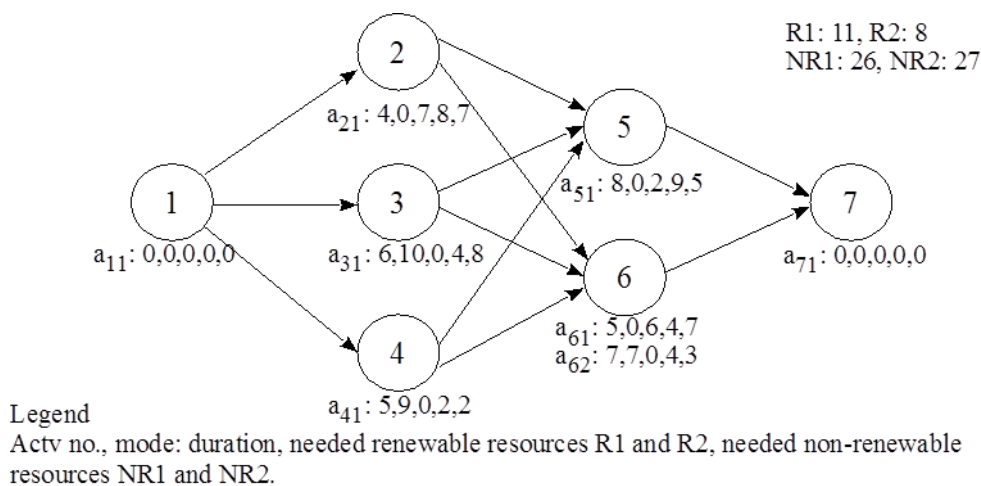 R1: 11, R2: 8
NR1: 26, NR2: 27
2
a21: 4,0,7,8,7
5
a51: 8,0,2,9,5
1
a11: 0,0,0,0,0
3
a31: 6,10,0,4,8
7
a71: 0,0,0,0,0
6
a61: 5,0,6,4,7
a62: 7,7,0,4,3
4
a41: 5,9,0,2,2
Legend
Actv no., mode: duration, needed renewable resources R1 and R2, needed non-renewable
resources NR1 and NR2.